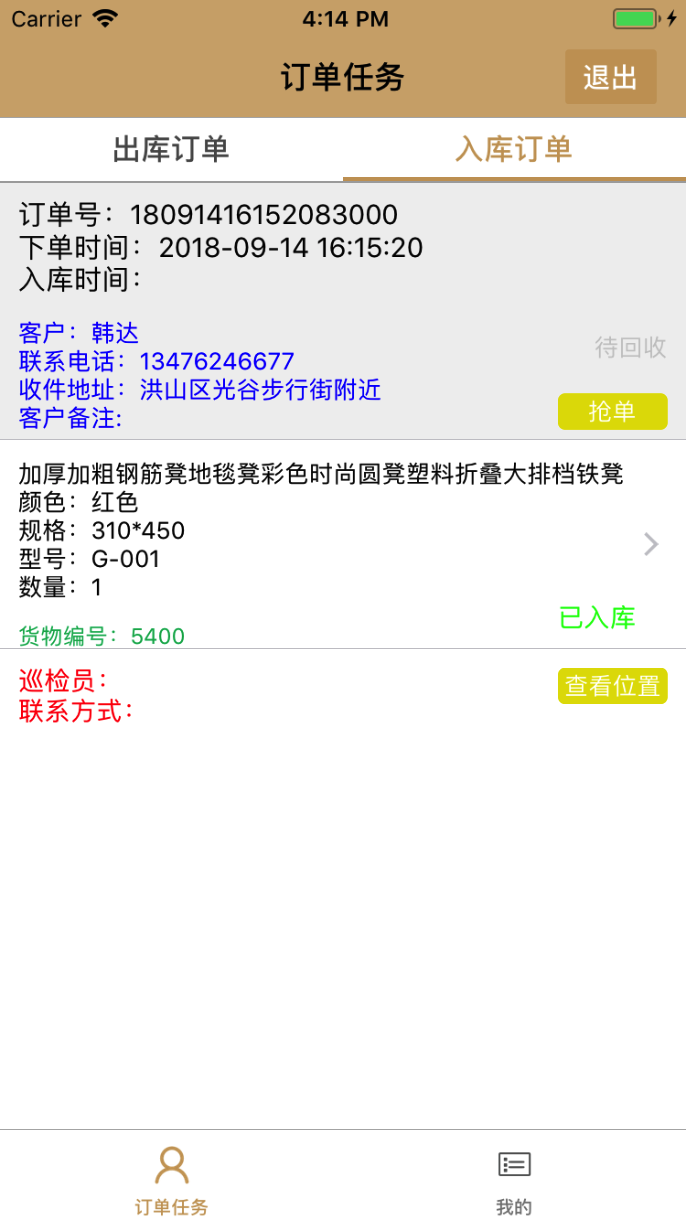 Carrier 4:14 PM
订单任务 退出
出库订单 入库订单
订单号：18091416152083000
下单时间：2018-09-14 16:15:20
入库时间：
客户：韩达
待回收
联系电话：13476246677
收件地址：洪山区光谷步行街附近
客户备注:
抢单
加厚加粗钢筋凳地毯凳彩色时尚圆凳塑料折叠大排档铁凳
颜色：红色
规格：310*450
型号：G-001
数量：1
已入库
货物编号：5400
巡检员：
查看位置
联系方式：
订单任务 我的